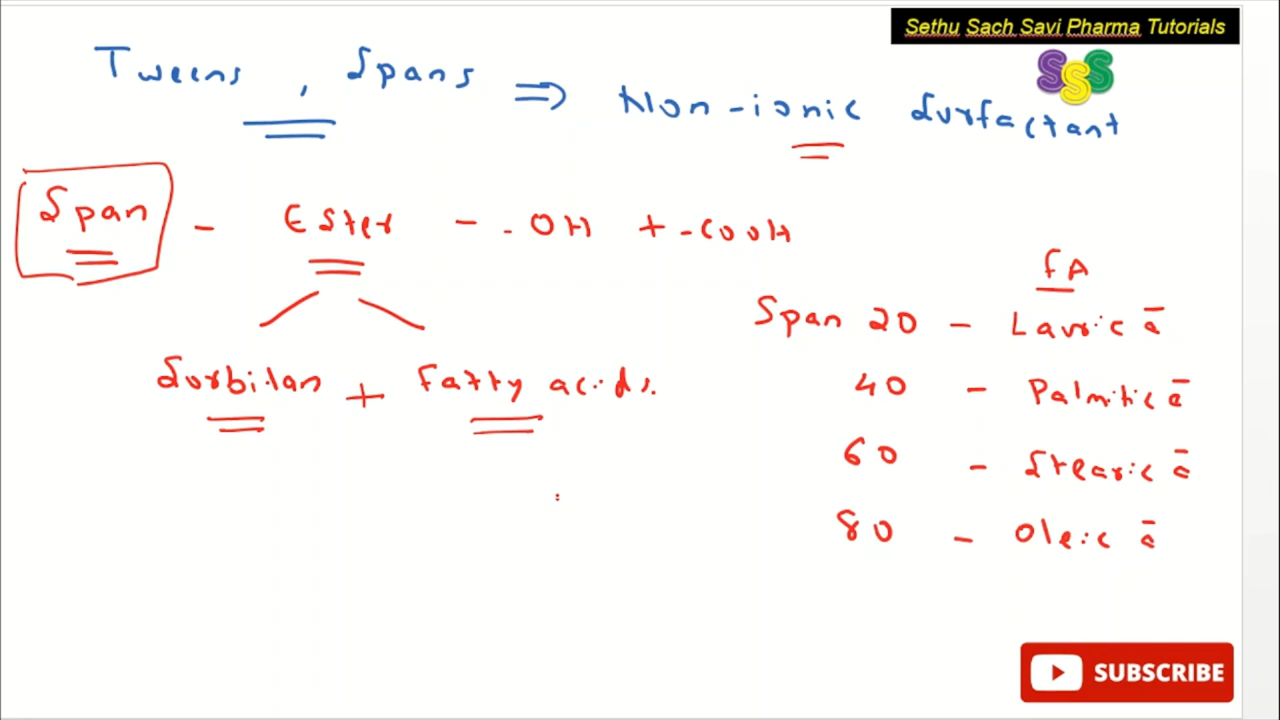 Sethu Sach Savi Pharma Tutorials
SSS
Tweens, Spans ⇒ Non-ionic Surfactant
Span - Ester - -OH + -COOH
FA
Span 20 - Lauric ā
Sorbitan + Fatty acids.
40 - Palmitic ā
60 - Stearic ā
80 - Oleic ā
SUBSCRIBE